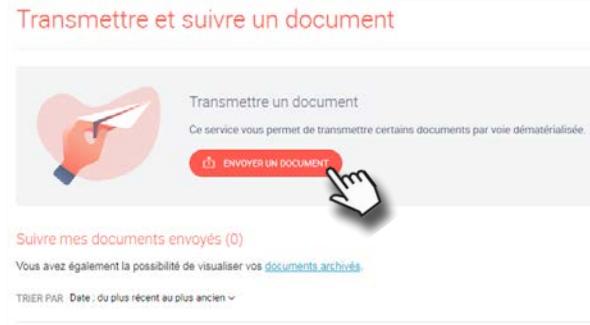 Transmettre et suivre un document
Transmettre un document
Ce service vous permet de transmettre certains documents par voie dématérialisée.
ENVOYER UN DOCUMENT
Suivre mes documents envoyés (0)
Vous avez également la possibilité de visualiser vos documents archivés.
TRIER PAR Date : du plus récent au plus ancien